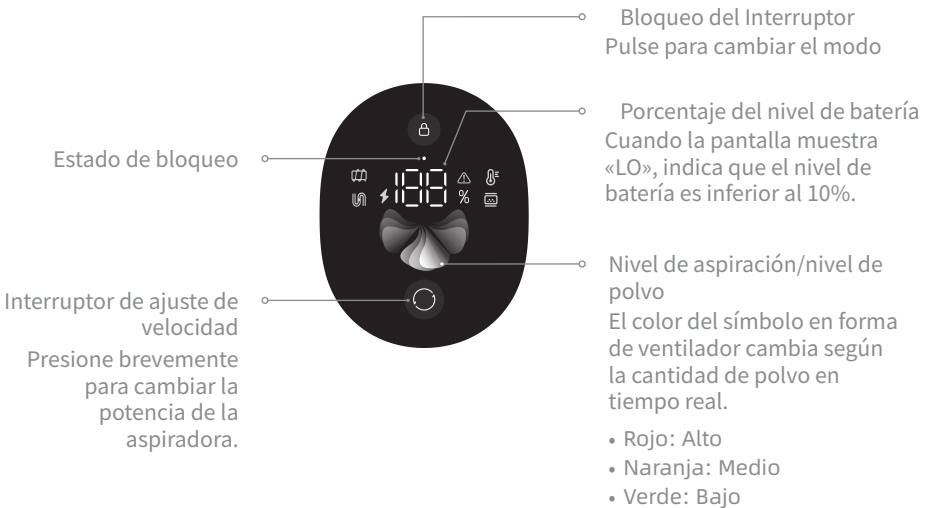 Bloqueo del Interruptor
Pulse para cambiar el modo
Porcentaje del nivel de batería
Cuando la pantalla muestra
«LO», indica que el nivel de
batería es inferior al 10%.
Estado de bloqueo
188
%
Nivel de aspiración/nivel de
polvo
El color del símbolo en forma
de ventilador cambia según
la cantidad de polvo en
tiempo real.
• Rojo: Alto
• Naranja: Medio
• Verde: Bajo
Interruptor de ajuste de
velocidad
Presione brevemente
para cambiar la
potencia de la
aspiradora.